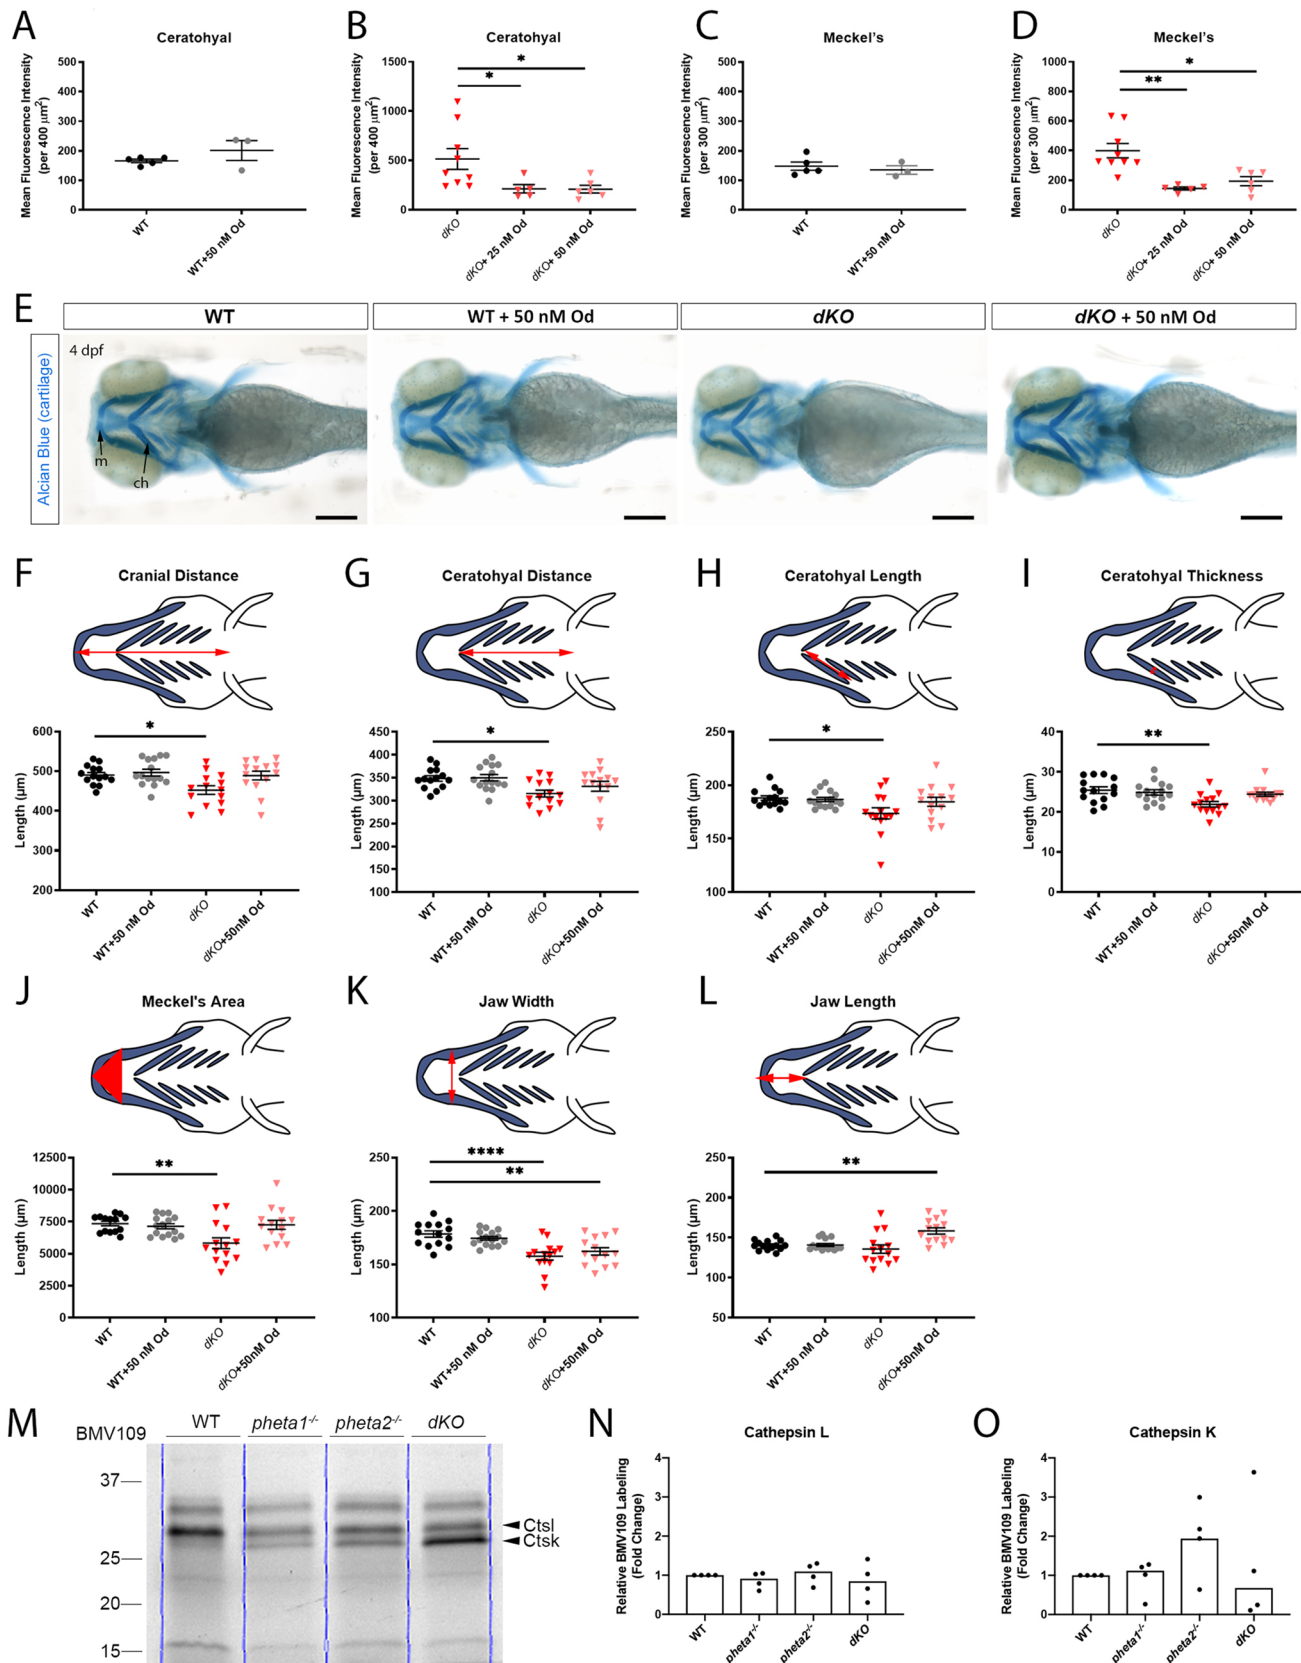 A
Ceratohyal
Mean Fluorescence Intensity
(per 400 µm²)
500
400
300
200
100
0
WT
WT+50 nM Od
B
Ceratohyal
Mean Fluorescence Intensity
(per 400 µm²)
1500
1000
500
0
*
*
dKO
dKO+ 25 nM Od
dKO+ 50 nM Od
C
Meckel's
Mean Fluorescence Intensity
(per 300 µm²)
500
400
300
200
100
0
WT
WT+50 nM Od
D
Meckel's
Mean Fluorescence Intensity
(per 300 µm²)
1000
800
600
400
200
0
*
**
dKO
dKO+ 25 nM Od
dKO+ 50 nM Od
E
WT
WT + 50 nM Od
dKO
dKO + 50 nM Od
Alcian Blue (cartilage)
4 dpf
m
ch
F
Cranial Distance
Length (µm)
600
500
400
300
200
*
WT
WT+50 nM Od
dKO
dKO+50nM Od
G
Ceratohyal Distance
Length (µm)
450
400
350
300
250
200
150
100
*
WT
WT+50 nM Od
dKO
dKO+50nM Od
H
Ceratohyal Length
Length (µm)
250
200
150
100
*
WT
WT+50 nM Od
dKO
dKO+50nM Od
I
Ceratohyal Thickness
Length (µm)
40
30
20
10
0
**
WT
WT+50 nM Od
dKO
dKO+50nM Od
J
Meckel's Area
Length (µm)
12500
10000
7500
5000
2500
0
**
WT
WT+50 nM Od
dKO
dKO+50nM Od
K
Jaw Width
Length (µm)
250
200
150
100
****
**
WT
WT+50 nM Od
dKO
dKO+50nM Od
L
Jaw Length
Length (µm)
250
200
150
100
50
**
WT
WT+50 nM Od
dKO
dKO+50nM Od
M
BMV109
WT
pheta1-/-
pheta2-/-
dKO
37
25
20
15
Ctsl
Ctsk
N
Cathepsin L
Relative BMV109 Labeling
(Fold Change)
4
3
2
1
0
WT
pheta1-/-
pheta2-/-
dKO
O
Cathepsin K
Relative BMV109 Labeling
(Fold Change)
4
3
2
1
0
WT
pheta1-/-
pheta2-/-
dKO